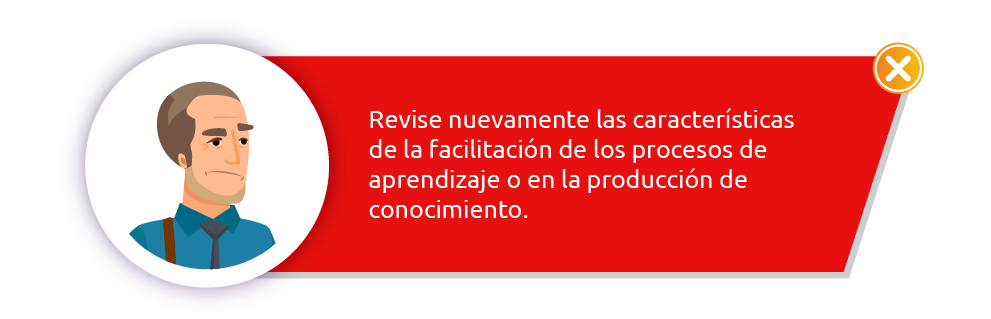 Revise nuevamente las características
de la facilitación de los procesos de
aprendizaje o en la producción de
conocimiento.